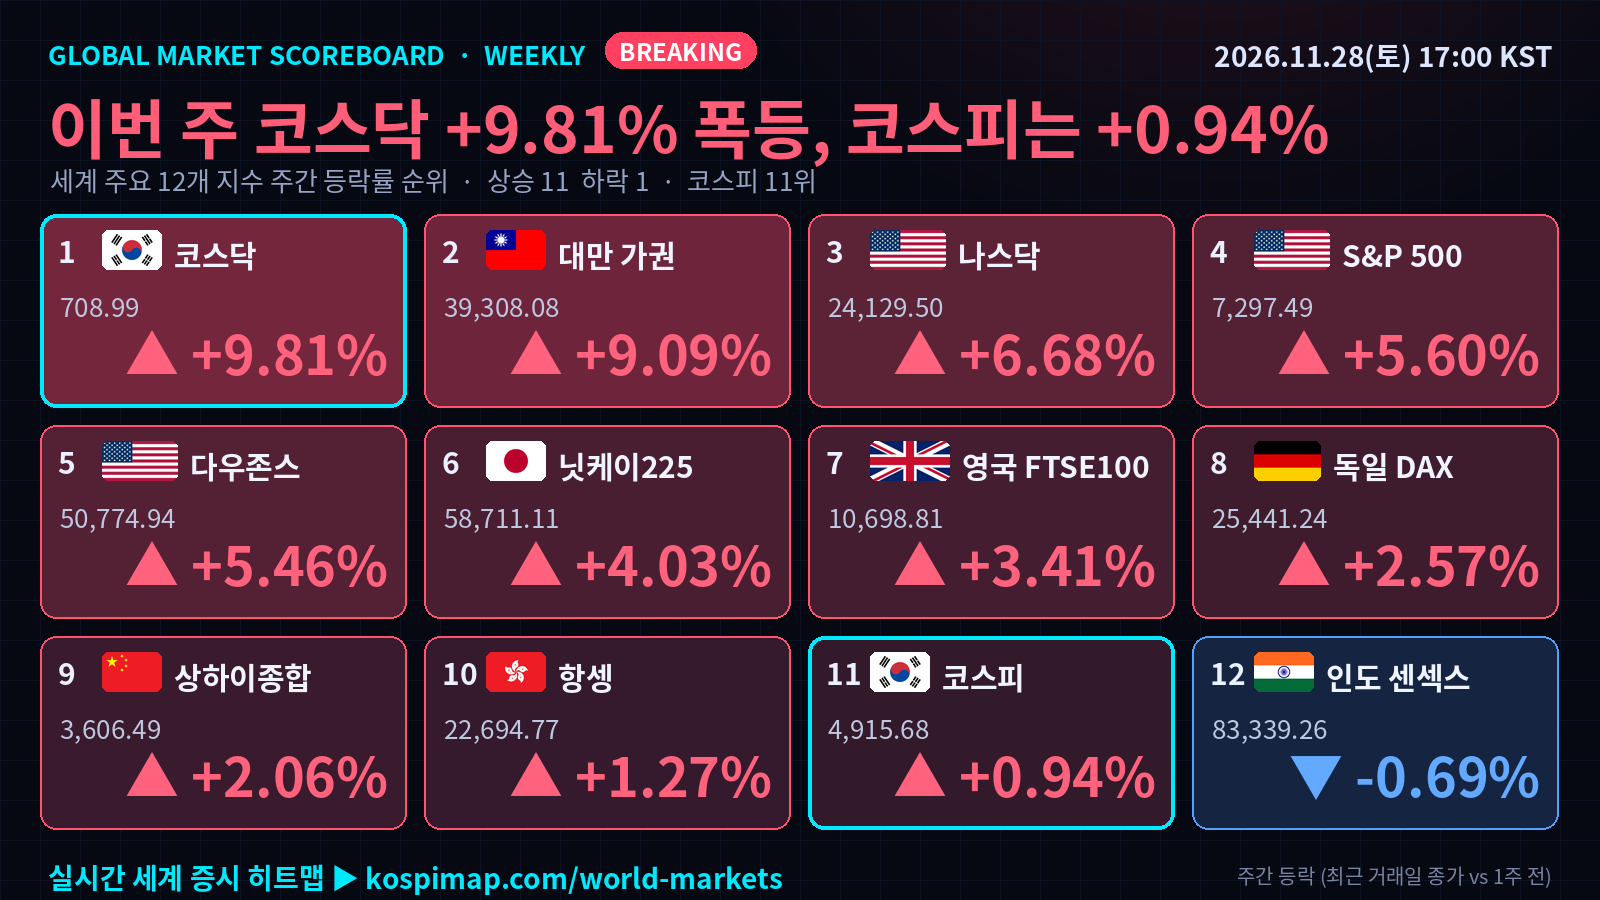 GLOBAL MARKET SCOREBOARD · WEEKLY BREAKING
2026.11.28(토) 17:00 KST
이번 주 코스닥 +9.81% 폭등, 코스피는 +0.94%
세계 주요 12개 지수 주간 등락률 순위 · 상승 11 하락 1 · 코스피 11위
1 코스닥
708.99
▲ +9.81%
2 대만 가권
39,308.08
▲ +9.09%
3 나스닥
24,129.50
▲ +6.68%
4 S&P 500
7,297.49
▲ +5.60%
5 다우존스
50,774.94
▲ +5.46%
6 닛케이225
58,711.11
▲ +4.03%
7 영국 FTSE100
10,698.81
▲ +3.41%
8 독일 DAX
25,441.24
▲ +2.57%
9 상하이종합
3,606.49
▲ +2.06%
10 항셍
22,694.77
▲ +1.27%
11 코스피
4,915.68
▲ +0.94%
12 인도 센섹스
83,339.26
▼ -0.69%
실시간 세계 증시 히트맵 ▶ kospimap.com/world-markets
주간 등락 (최근 거래일 종가 vs 1주 전)